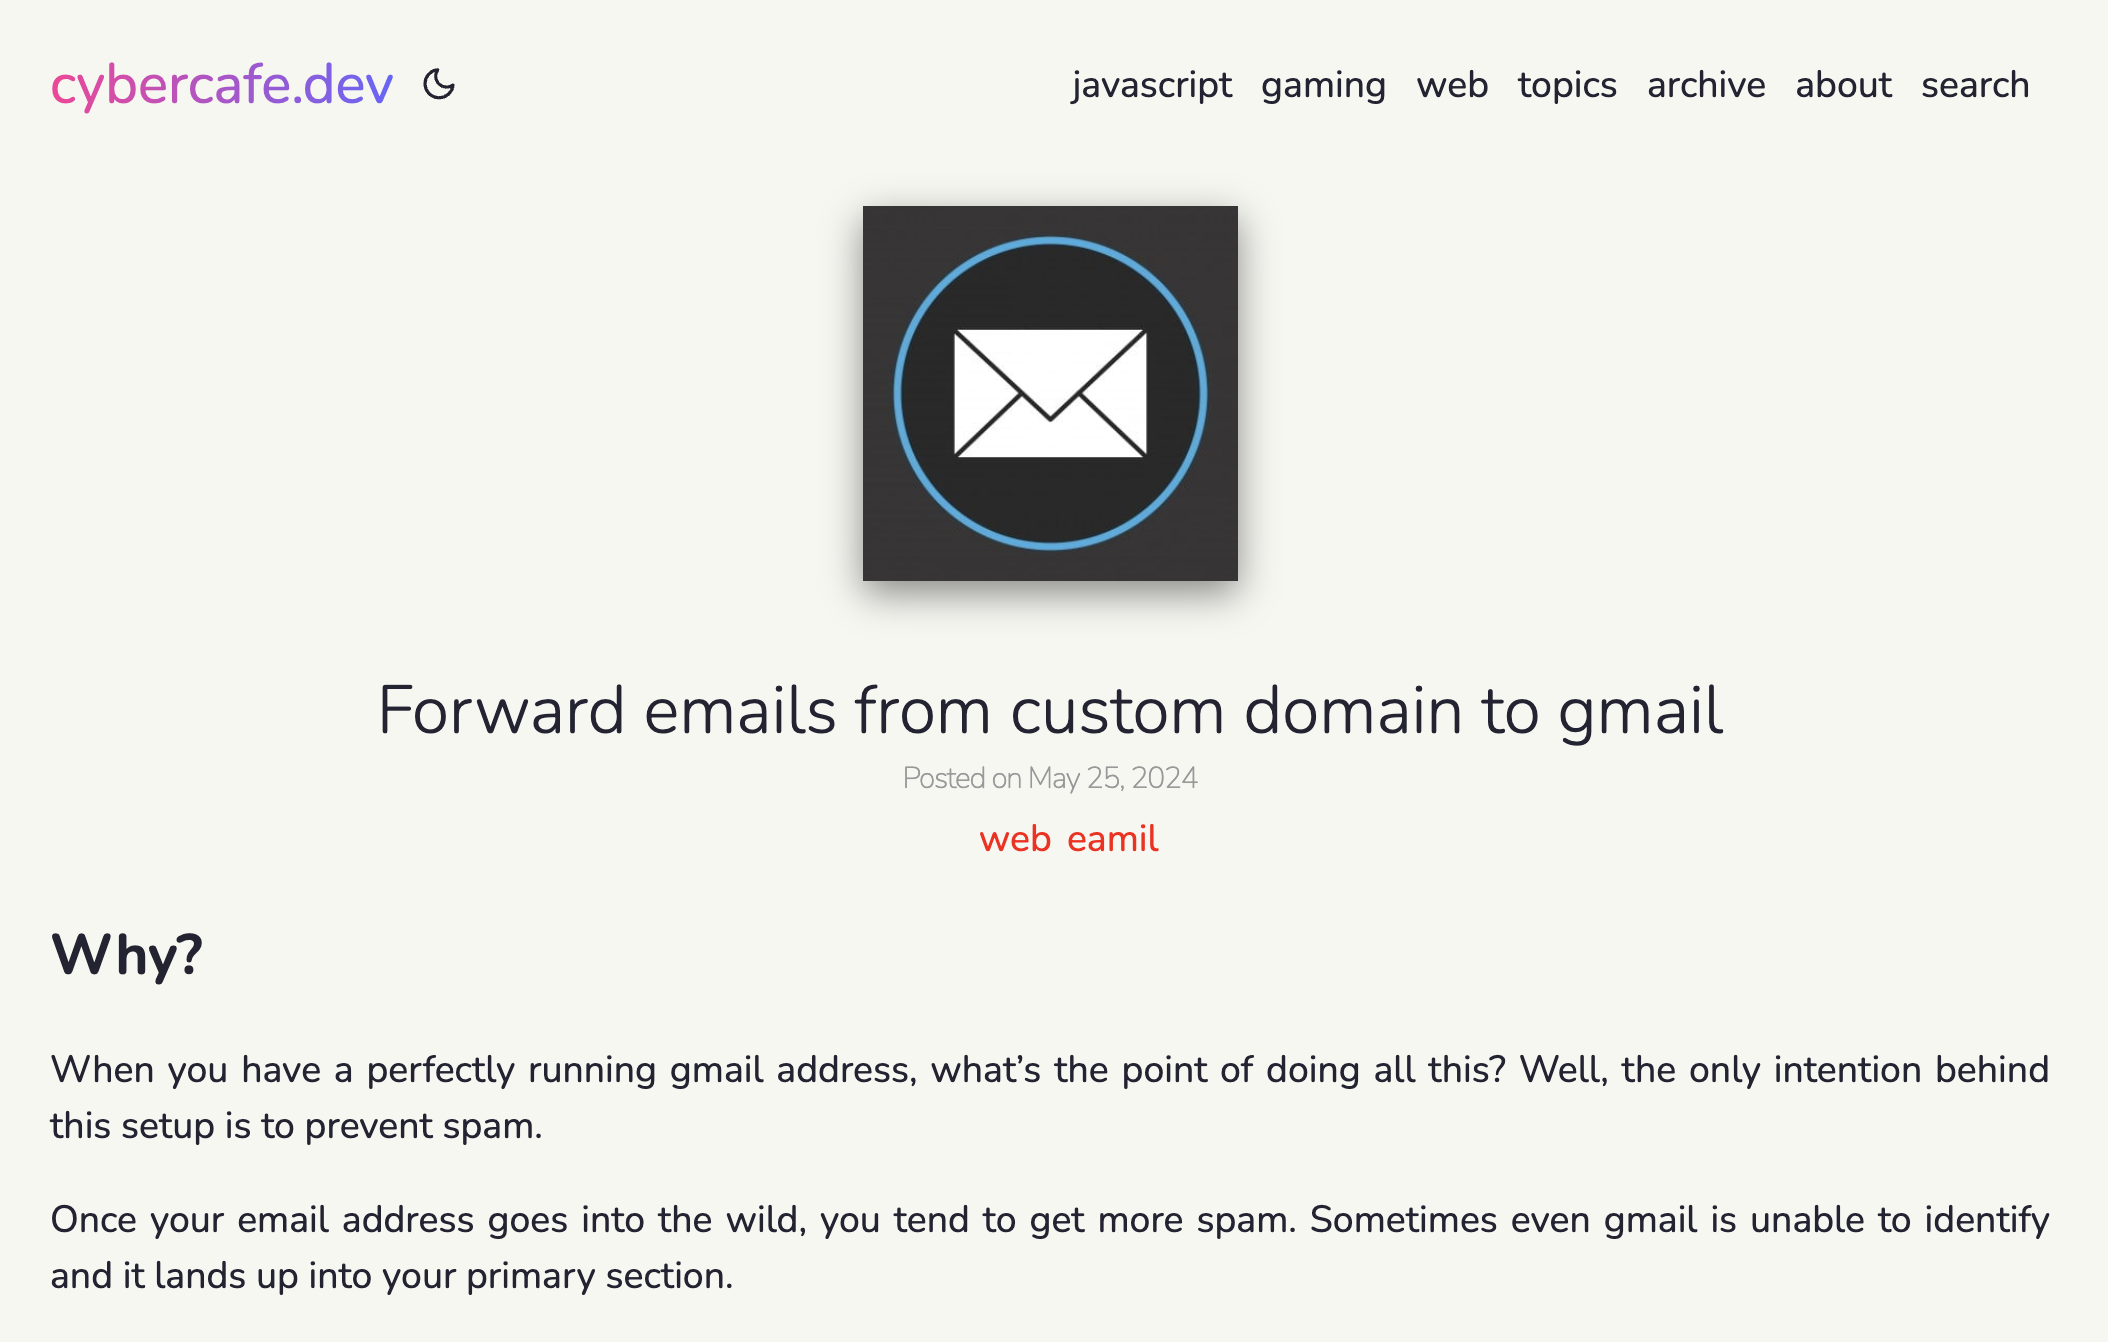 cybercafe.dev
javascript gaming web topics archive about search
Forward emails from custom domain to gmail
Posted on May 25, 2024
web eamil
Why?
When you have a perfectly running gmail address, what’s the point of doing all this? Well, the only intention behind
this setup is to prevent spam.
Once your email address goes into the wild, you tend to get more spam. Sometimes even gmail is unable to identify
and it lands up into your primary section.